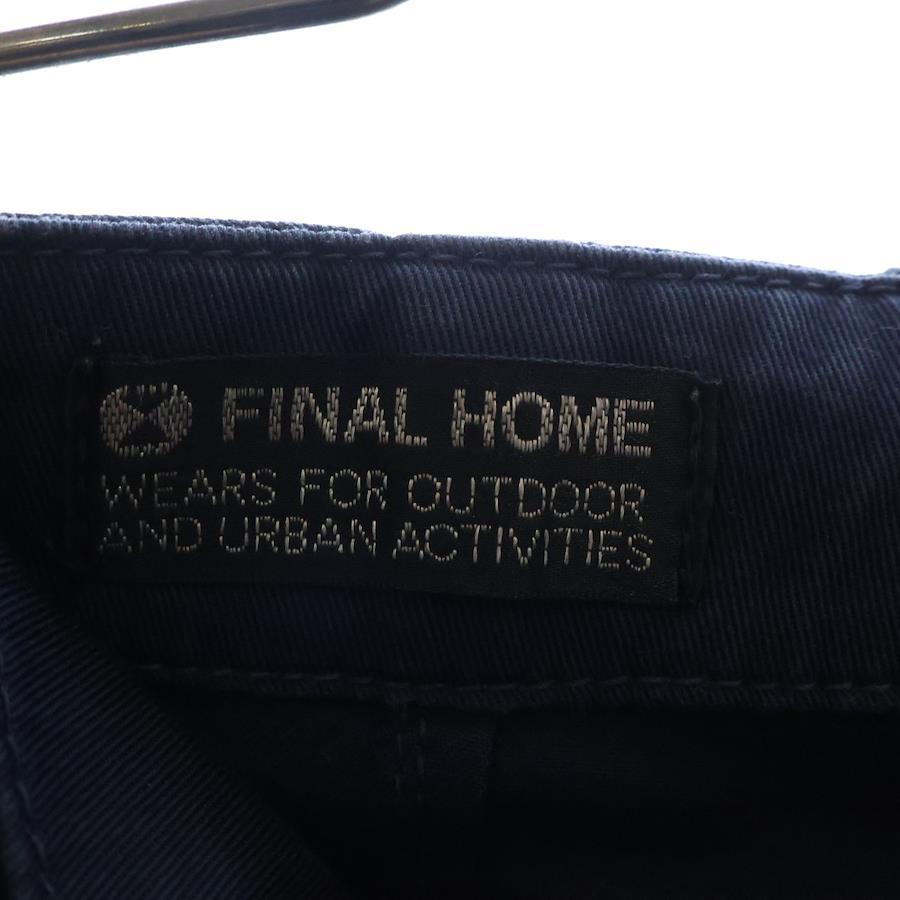 FINAL HOME
WEARS FOR OUTDOOR
AND URBAN ACTIVITIES